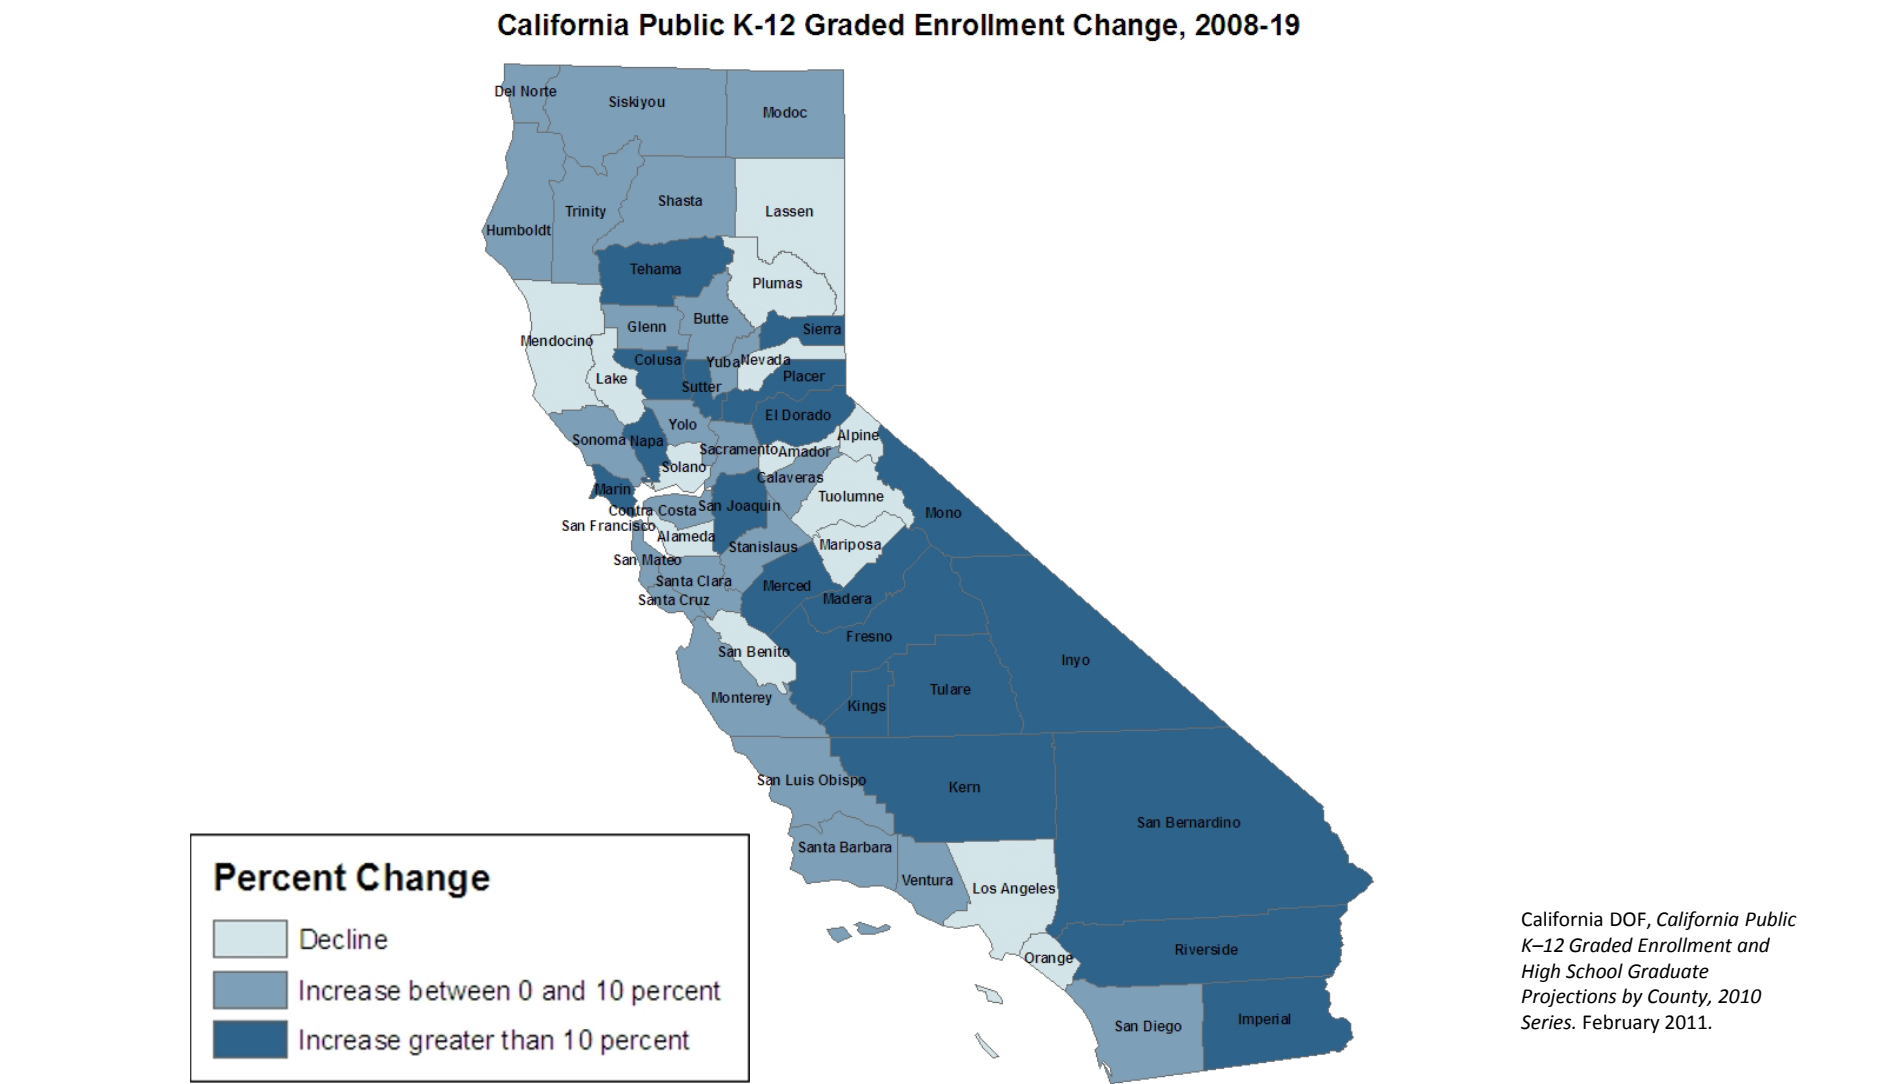 California Public K-12 Graded Enrollment Change, 2008-19
Del Norte
Siskiyou
Modoc
Shasta
Trinity
Lassen
Humboldt
Tehama
Plumas
Butte
Glenn
Sierra
Mendocino
Colusa
Yuba
Nevada
Lake
Placer
Sutter
El Dorado
Yolo
Alpine
Sonoma
Napa
Sacramento
Amador
Solano
Calaveras
Marin
Tuolumne
San Joaquin
Contra Costa
Mono
San Francisco
Alameda
Mariposa
Stanislaus
San Mateo
Santa Clara
Merced
Santa Cruz
Madera
Fresno
San Benito
Inyo
Tulare
Monterey
Kings
San Luis Obispo
Kern
San Bernardino
Santa Barbara
Ventura
Los Angeles
Riverside
Orange
Imperial
San Diego
Percent Change
Decline
Increase between 0 and 10 percent
Increase greater than 10 percent
California DOF, California Public
K–12 Graded Enrollment and
High School Graduate
Projections by County, 2010
Series. February 2011.